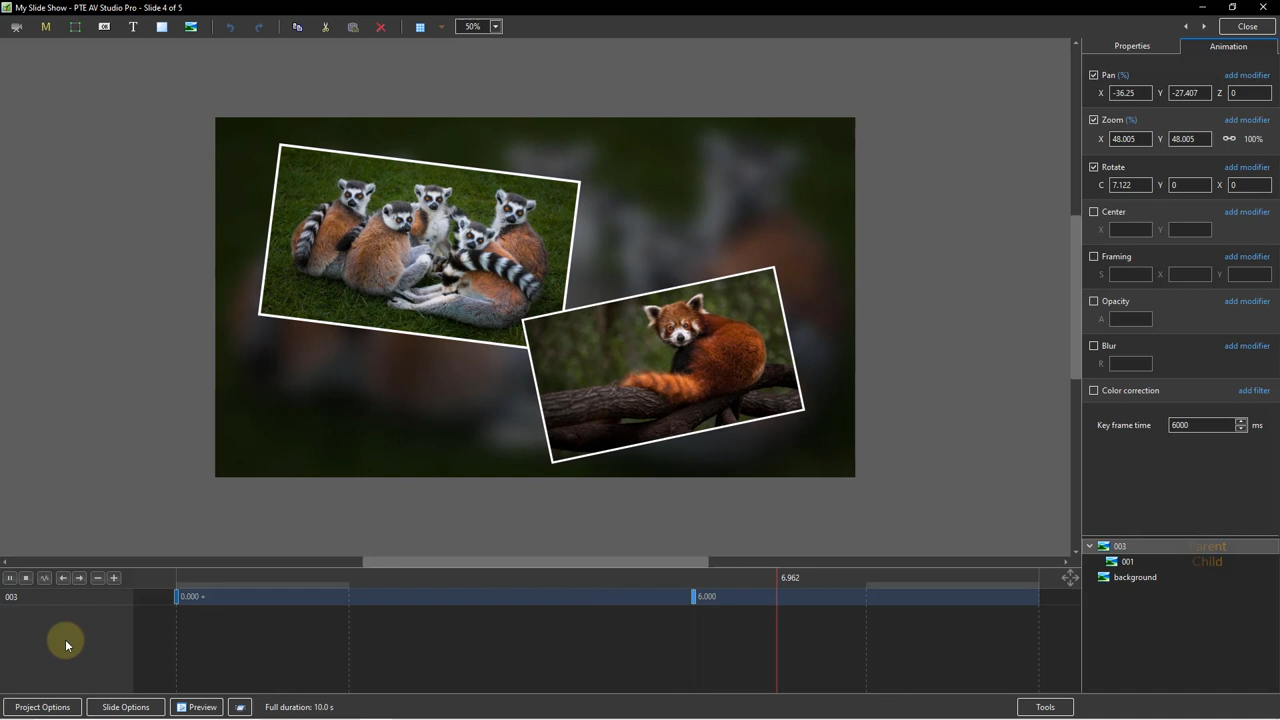 My Slide Show - PTE AV Studio Pro - Slide 4 of 5
M OK T 50% Close
Properties Animation
Pan (%) add modifier
X -36.25 Y -27.407 Z 0
Zoom (%) add modifier
X 48.005 Y 48.005 100%
Rotate add modifier
C 7.122 Y 0 X 0
Center add modifier
X Y
Framing add modifier
S X Y
Opacity add modifier
A
Blur add modifier
R
Color correction add filter
Key frame time 6000 ms
003 Parent
001 Child
background
6.962
003 0.000 + 6.000
Project Options Slide Options Preview Full duration: 10.0 s Tools